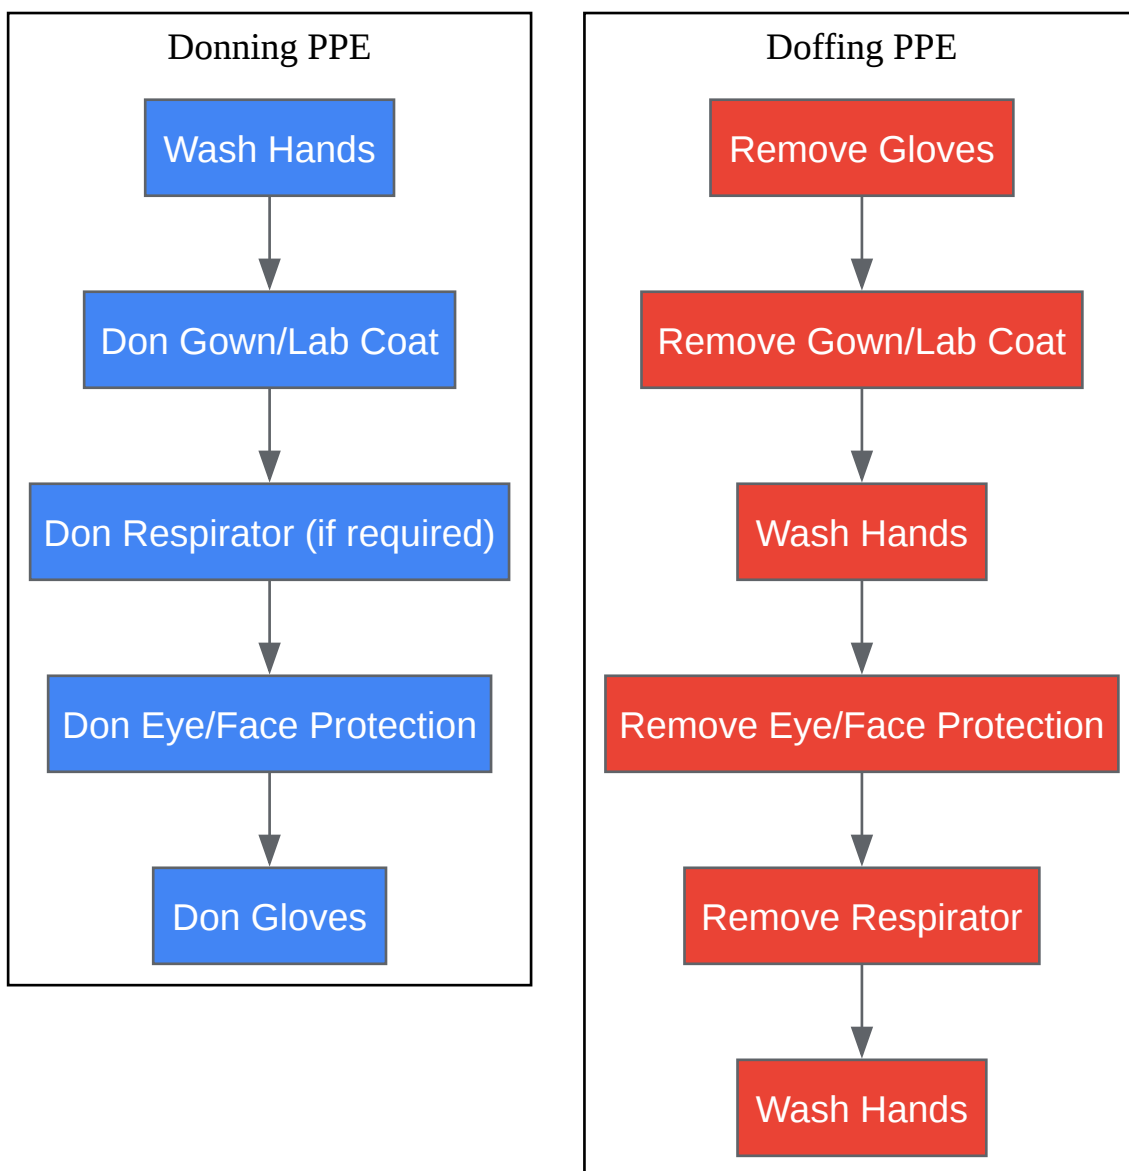 Donning PPE
Wash Hands
Don Gown/Lab Coat
Don Respirator (if required)
Don Eye/Face Protection
Don Gloves
Doffing PPE
Remove Gloves
Remove Gown/Lab Coat
Wash Hands
Remove Eye/Face Protection
Remove Respirator
Wash Hands